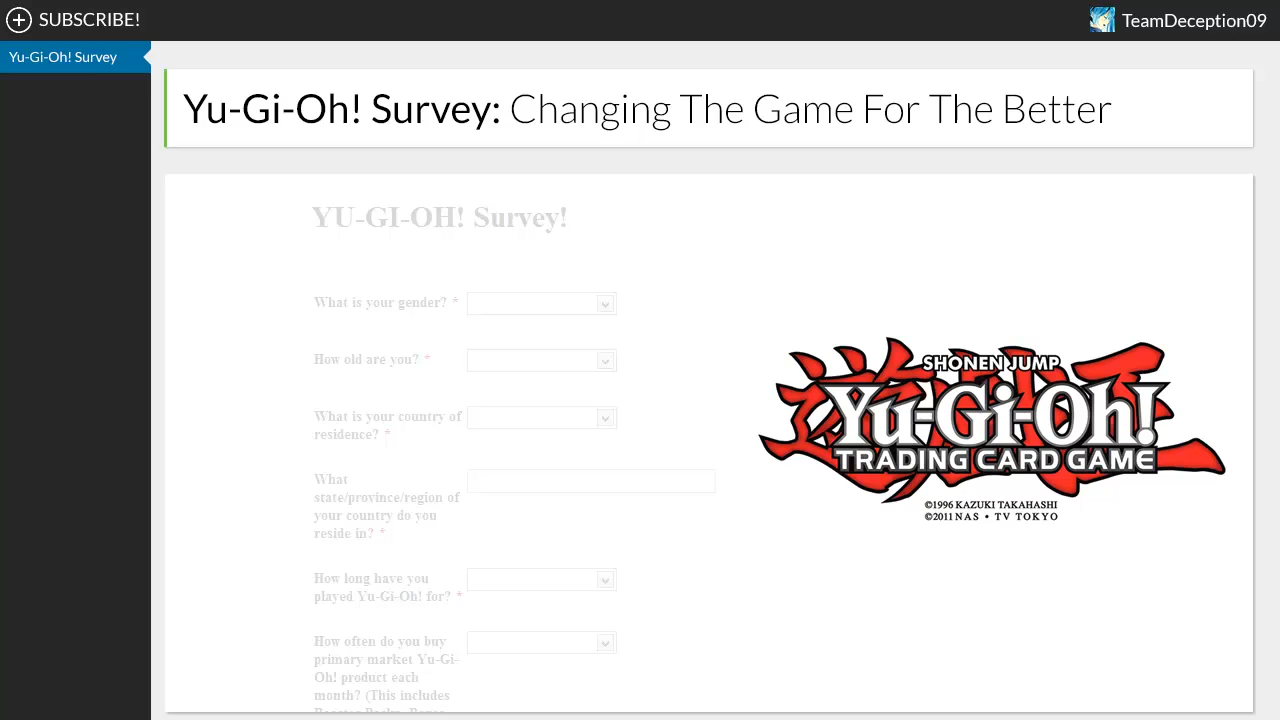 SUBSCRIBE!
TeamDeception09
Yu-Gi-Oh! Survey
Yu-Gi-Oh! Survey: Changing The Game For The Better
YU-GI-OH! Survey!
What is your gender? *
How old are you? *
What is your country of
residence? *
What
state/province/region of
your country do you
reside in? *
How long have you
played Yu-Gi-Oh! for? *
How often do you buy
primary market Yu-Gi-
Oh! product each
month? (This includes
遊戯王
SHONEN JUMP
Yu-Gi-Oh!
TRADING CARD GAME
©1996 KAZUKI TAKAHASHI
©2011 NAS • TV TOKYO